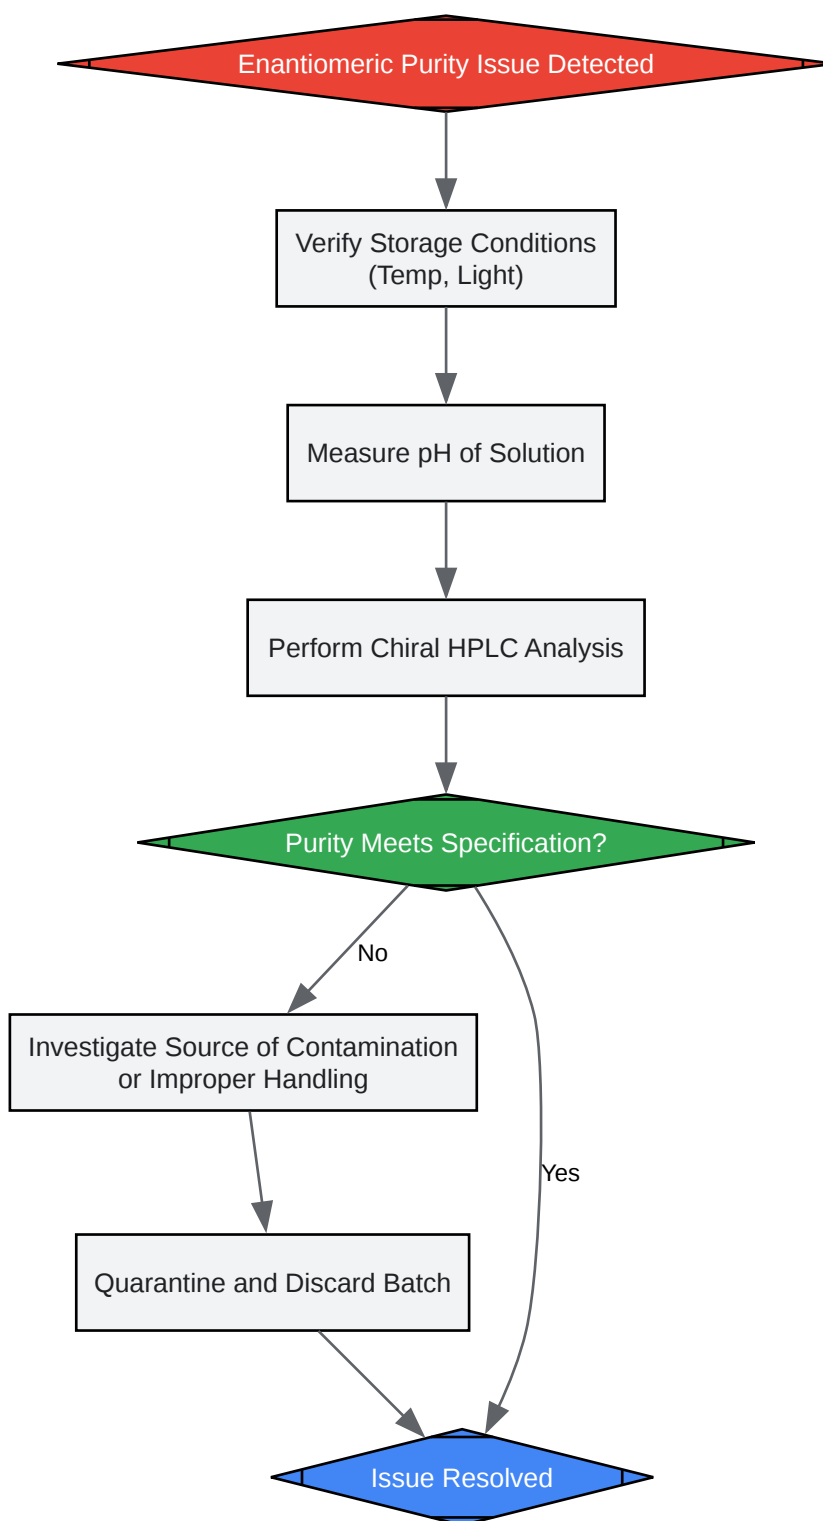 Enantiomeric Purity Issue Detected
Verify Storage Conditions
(Temp, Light)
Measure pH of Solution
Perform Chiral HPLC Analysis
Purity Meets Specification?
No
Investigate Source of Contamination
or Improper Handling
Yes
Quarantine and Discard Batch
Issue Resolved